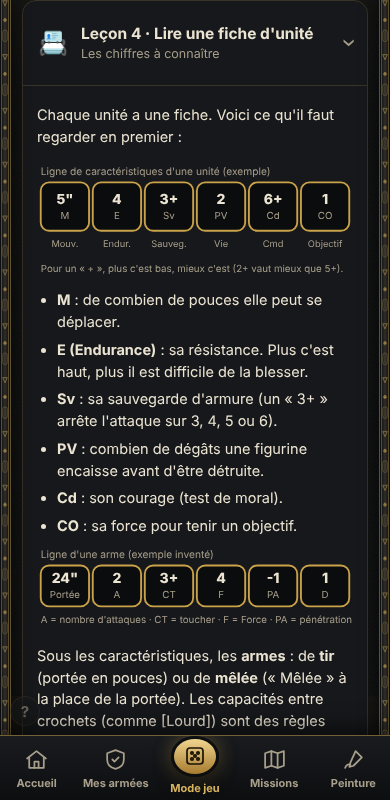 Leçon 4 · Lire une fiche d'unité
Les chiffres à connaître
Chaque unité a une fiche. Voici ce qu'il faut
regarder en premier :
Ligne de caractéristiques d'une unité (exemple)
5" 4 3+ 2 6+ 1
M E Sv PV Cd CO
Mouv. Endur. Sauveg. Vie Cmd Objectif
Pour un « + », plus c'est bas, mieux c'est (2+ vaut mieux que 5+).
• M : de combien de pouces elle peut se
déplacer.
• E (Endurance) : sa résistance. Plus c'est
haut, plus il est difficile de la blesser.
• Sv : sa sauvegarde d'armure (un « 3+ »
arrête l'attaque sur 3, 4, 5 ou 6).
• PV : combien de dégâts une figurine
encaisse avant d'être détruite.
• Cd : son courage (test de moral).
• CO : sa force pour tenir un objectif.
Ligne d'une arme (exemple inventé)
24" 2 3+ 4 -1 1
Portée A CT F PA D
A = nombre d'attaques · CT = toucher · F = Force · PA = pénétration
Sous les caractéristiques, les armes : de tir
(portée en pouces) ou de mêlée (« Mêlée » à
la place de la portée). Les capacités entre
crochets (comme [Lourd]) sont des règles
?
Accueil Mes armées Mode jeu Missions Peinture